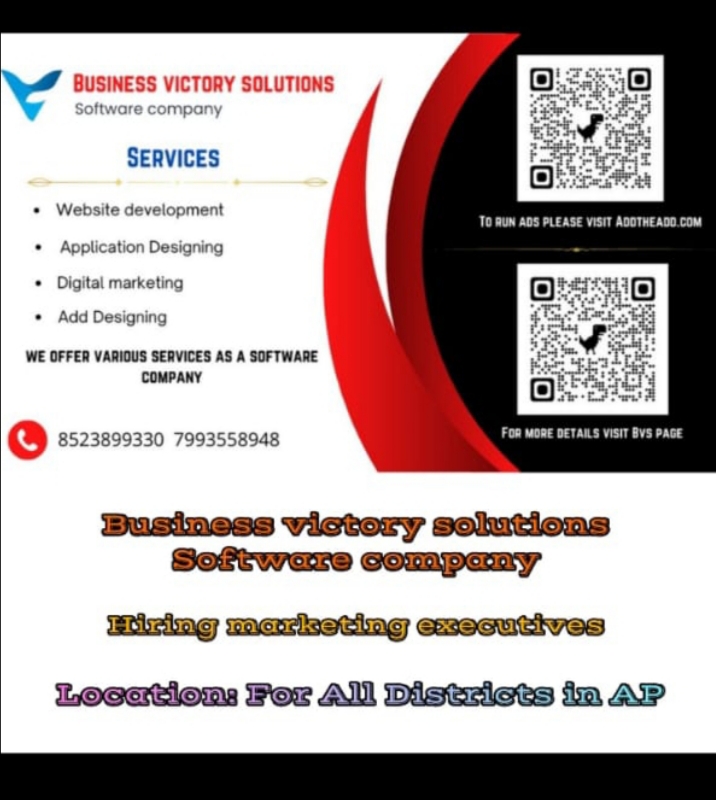 BUSINESS VICTORY SOLUTIONS
Software company
SERVICES
• Website development
• Application Designing
• Digital marketing
• Add Designing
WE OFFER VARIOUS SERVICES AS A SOFTWARE
COMPANY
8523899330 7993558948
TO RUN ADS PLEASE VISIT ADDTHEADD.COM
FOR MORE DETAILS VISIT BVS PAGE
Business victory solutions
Software company
Hiring marketing executives
Location: For All Districts in AP